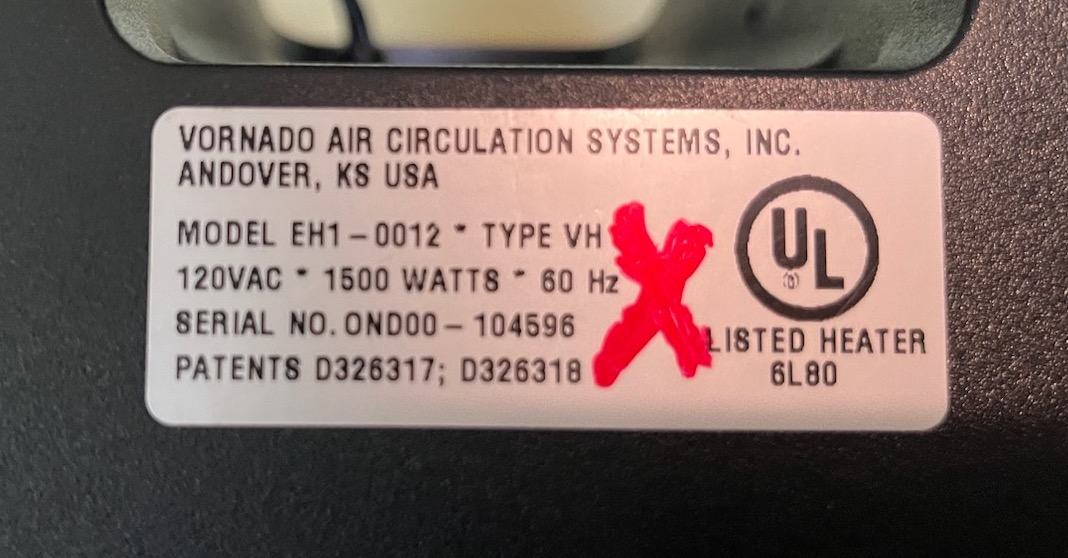 VORNADO AIR CIRCULATION SYSTEMS, INC.
ANDOVER, KS USA
MODEL EH1-0012 * TYPE VH
120VAC * 1500 WATTS * 60 Hz
SERIAL NO. OND00-104596
PATENTS D326317; D326318
UL
LISTED HEATER
6L80